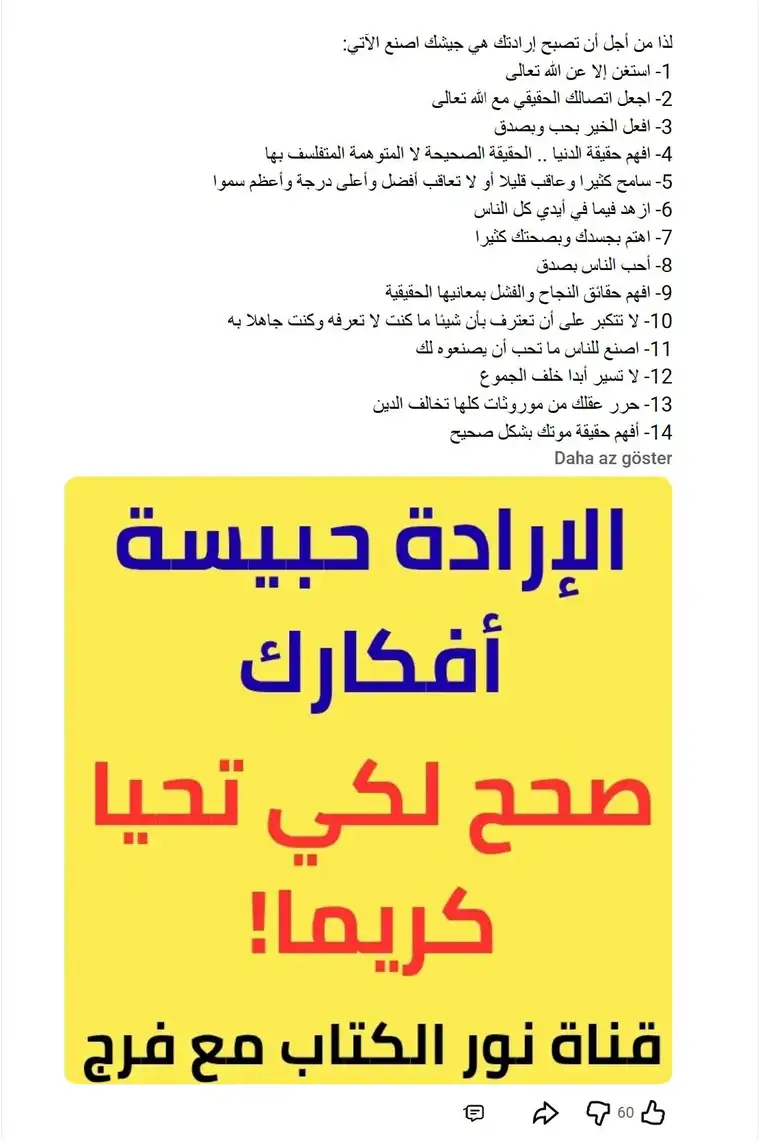 لذا من أجل أن تصبح إرادتك هي جيشك اصنع الآتي:
1- استغن إلا عن الله تعالى
2- اجعل اتصالك الحقيقي مع الله تعالى
3- افعل الخير بحب وبصدق
4- افهم حقيقة الدنيا .. الحقيقة الصحيحة لا المتوهمة المتفلسف بها
5- سامح كثيرا وعاقب قليلا أو لا تعاقب أفضل وأعلى درجة وأعظم سموا
6- ازهد فيما في أيدي كل الناس
7- اهتم بجسدك وبصحتك كثيرا
8- أحب الناس بصدق
9- افهم حقائق النجاح والفشل بمعانيها الحقيقية
10- لا تتكبر على أن تعترف بأن شيئا ما كنت لا تعرفه وكنت جاهلا به
11- اصنع للناس ما تحب أن يصنعوه لك
12- لا تسير أبدا خلف الجموع
13- حرر عقلك من موروثات كلها تخالف الدين
14- أفهم حقيقة موتك بشكل صحيح
Daha az göster
الإرادة حبيسة
أفكارك
صحح لكي تحيا
كريما!
قناة نور الكتاب مع فرج
60